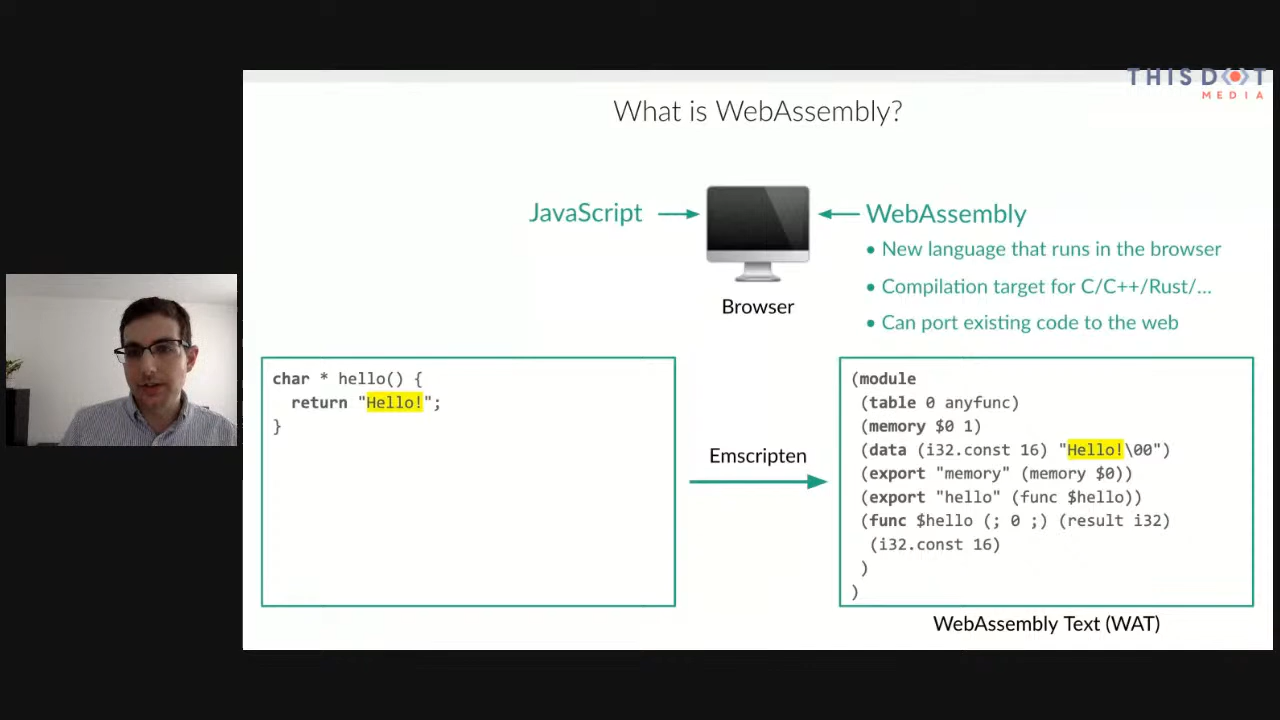 THIS DOT
MEDIA
What is WebAssembly?
JavaScript
WebAssembly
• New language that runs in the browser
• Compilation target for C/C++/Rust/...
• Can port existing code to the web
Browser
char * hello() {
return "Hello!";
}
Emscripten
(module
(table 0 anyfunc)
(memory $0 1)
(data (i32.const 16) "Hello!\00")
(export "memory" (memory $0))
(export "hello" (func $hello))
(func $hello (; 0 ;) (result i32)
(i32.const 16)
)
)
WebAssembly Text (WAT)